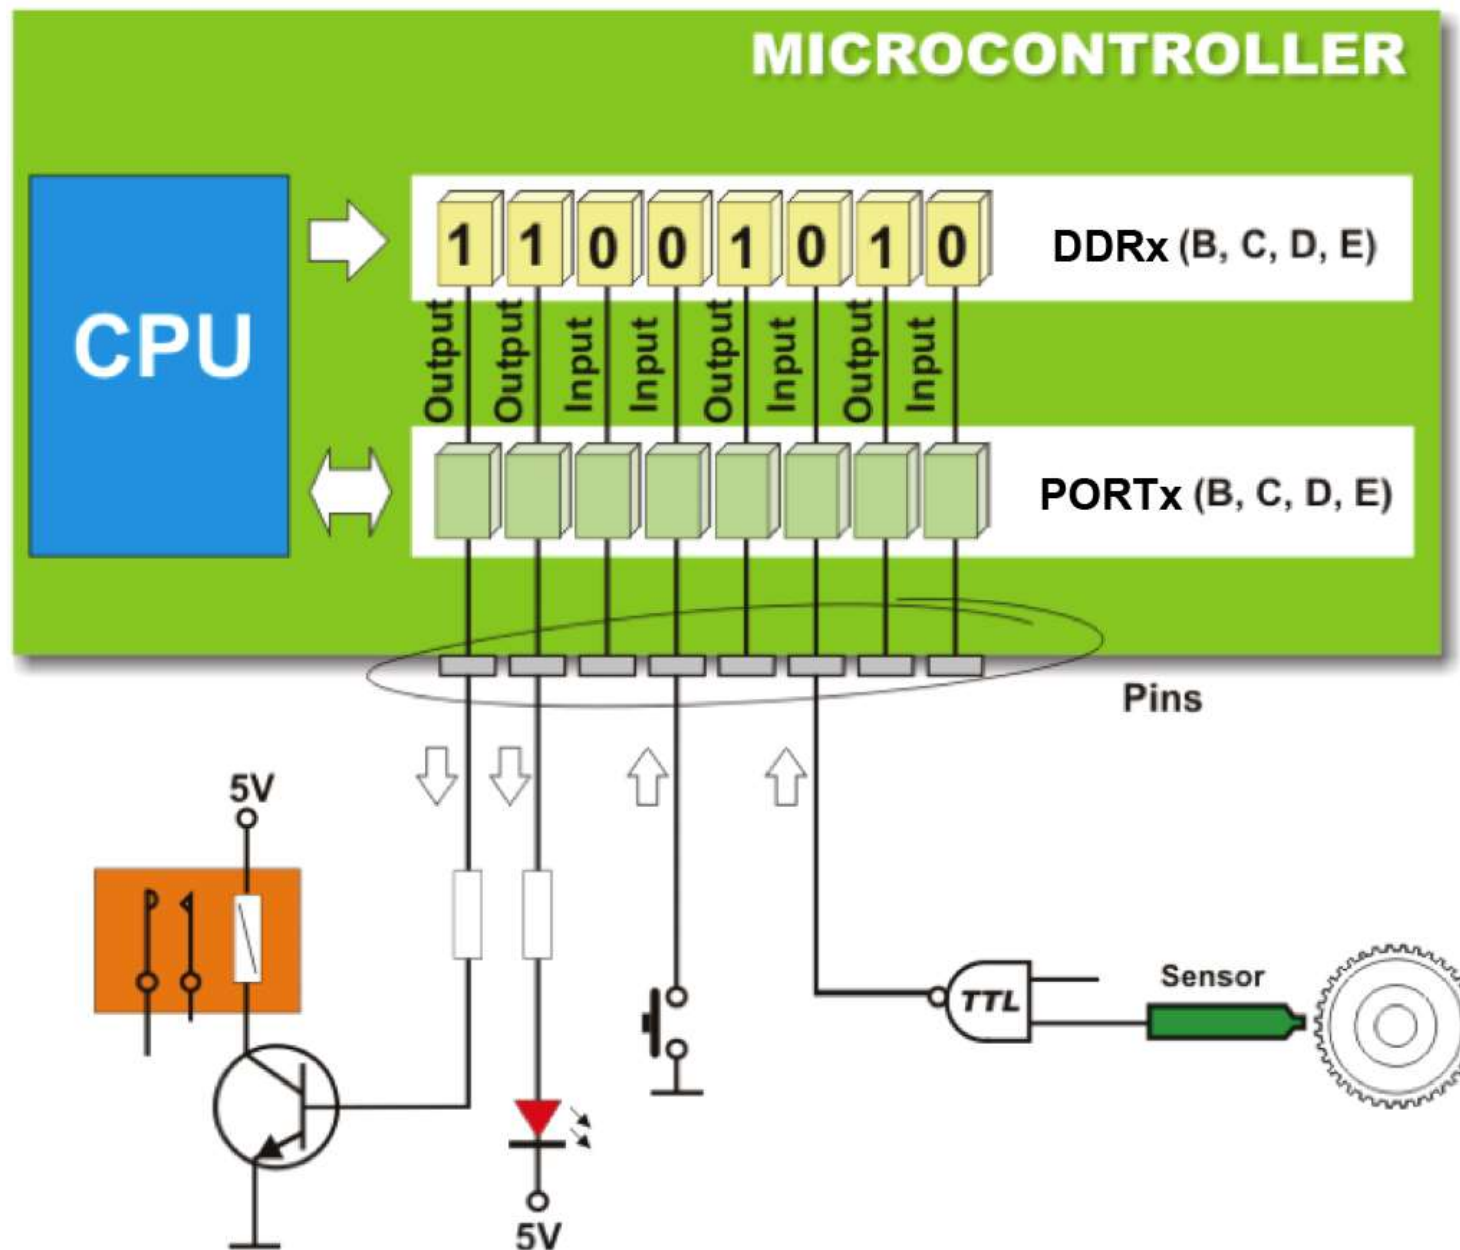 MICROCONTROLLER
CPU
1 1 0 0 1 0 1 0
DDRx (B, C, D, E)
Output
Output
Input
Input
Output
Input
Output
Input
PORTx (B, C, D, E)
Pins
5V
Sensor
TTL
5V